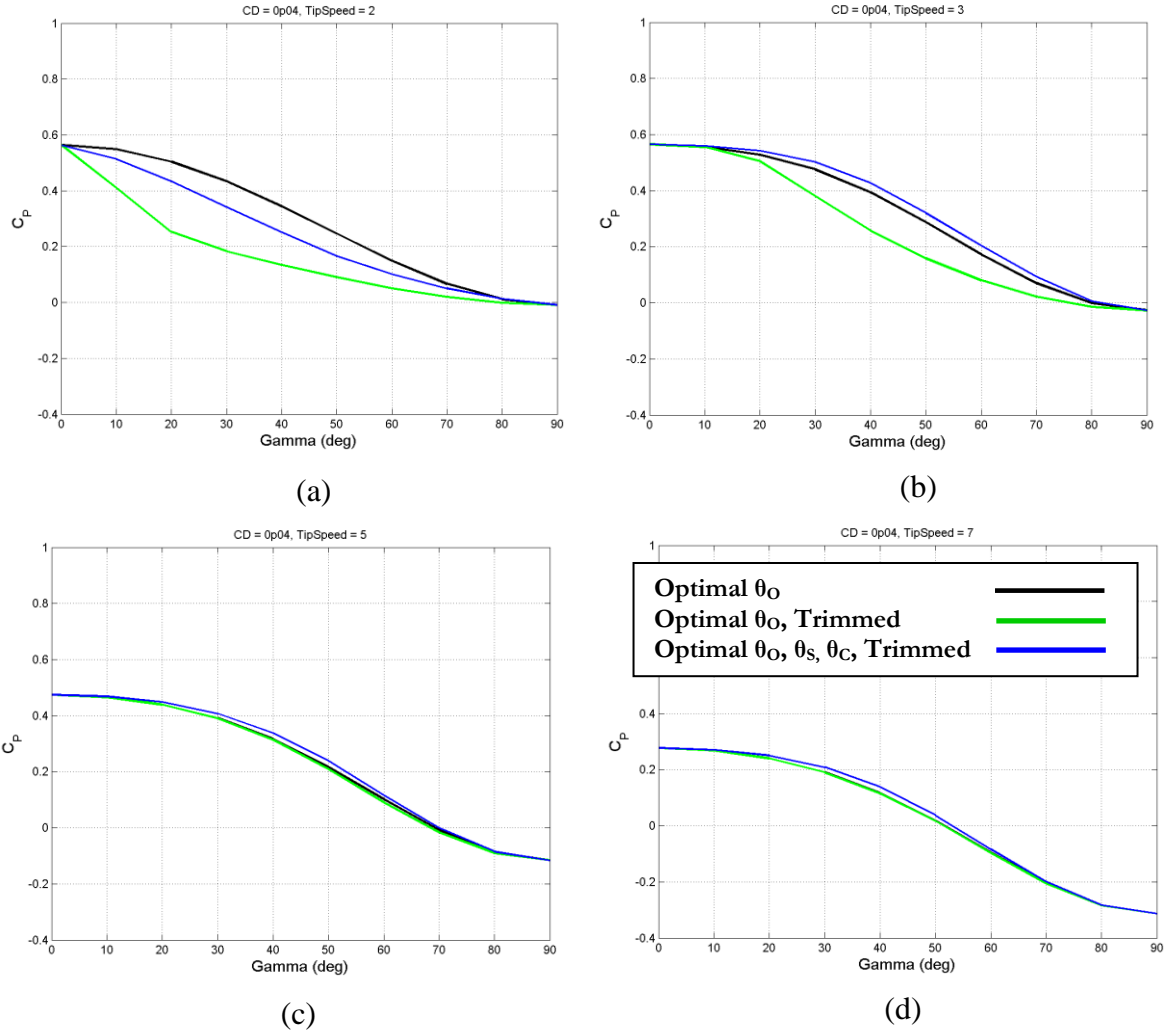 CD = 0p04, TipSpeed = 2
1
0.8
0.6
0.4
0.2
0
-0.2
-0.4
C_P
0 10 20 30 40 50 60 70 80 90
Gamma (deg)
(a)
CD = 0p04, TipSpeed = 3
1
0.8
0.6
0.4
0.2
0
-0.2
-0.4
C_P
0 10 20 30 40 50 60 70 80 90
Gamma (deg)
(b)
CD = 0p04, TipSpeed = 5
1
0.8
0.6
0.4
0.2
0
-0.2
-0.4
C_P
0 10 20 30 40 50 60 70 80 90
Gamma (deg)
(c)
CD = 0p04, TipSpeed = 7
1
Optimal θ_O
Optimal θ_O, Trimmed
Optimal θ_O, θ_S, θ_C, Trimmed
0.4
0.2
0
-0.2
-0.4
C_P
0 10 20 30 40 50 60 70 80 90
Gamma (deg)
(d)